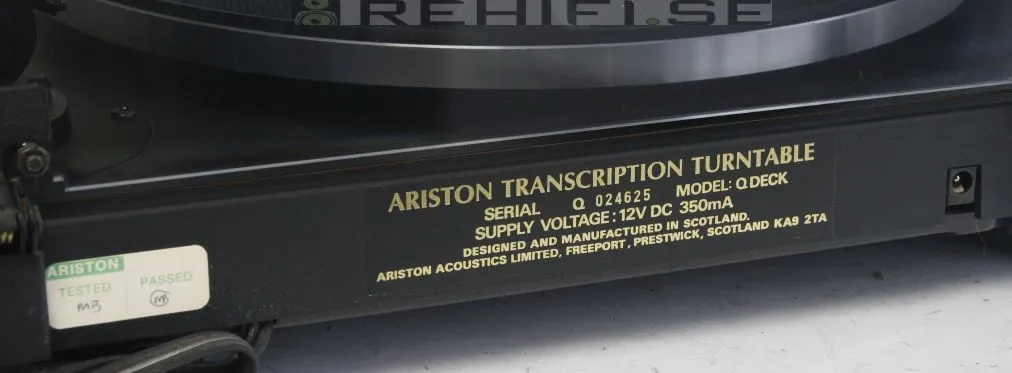 REHIFI.SE
ARISTON TRANSCRIPTION TURNTABLE
SERIAL Q 024625 MODEL: Q DECK
SUPPLY VOLTAGE: 12V DC 350mA
DESIGNED AND MANUFACTURED IN SCOTLAND.
ARISTON ACOUSTICS LIMITED, FREEPORT, PRESTWICK, SCOTLAND KA9 2TA
ARISTON
TESTED PASSED
MB MB